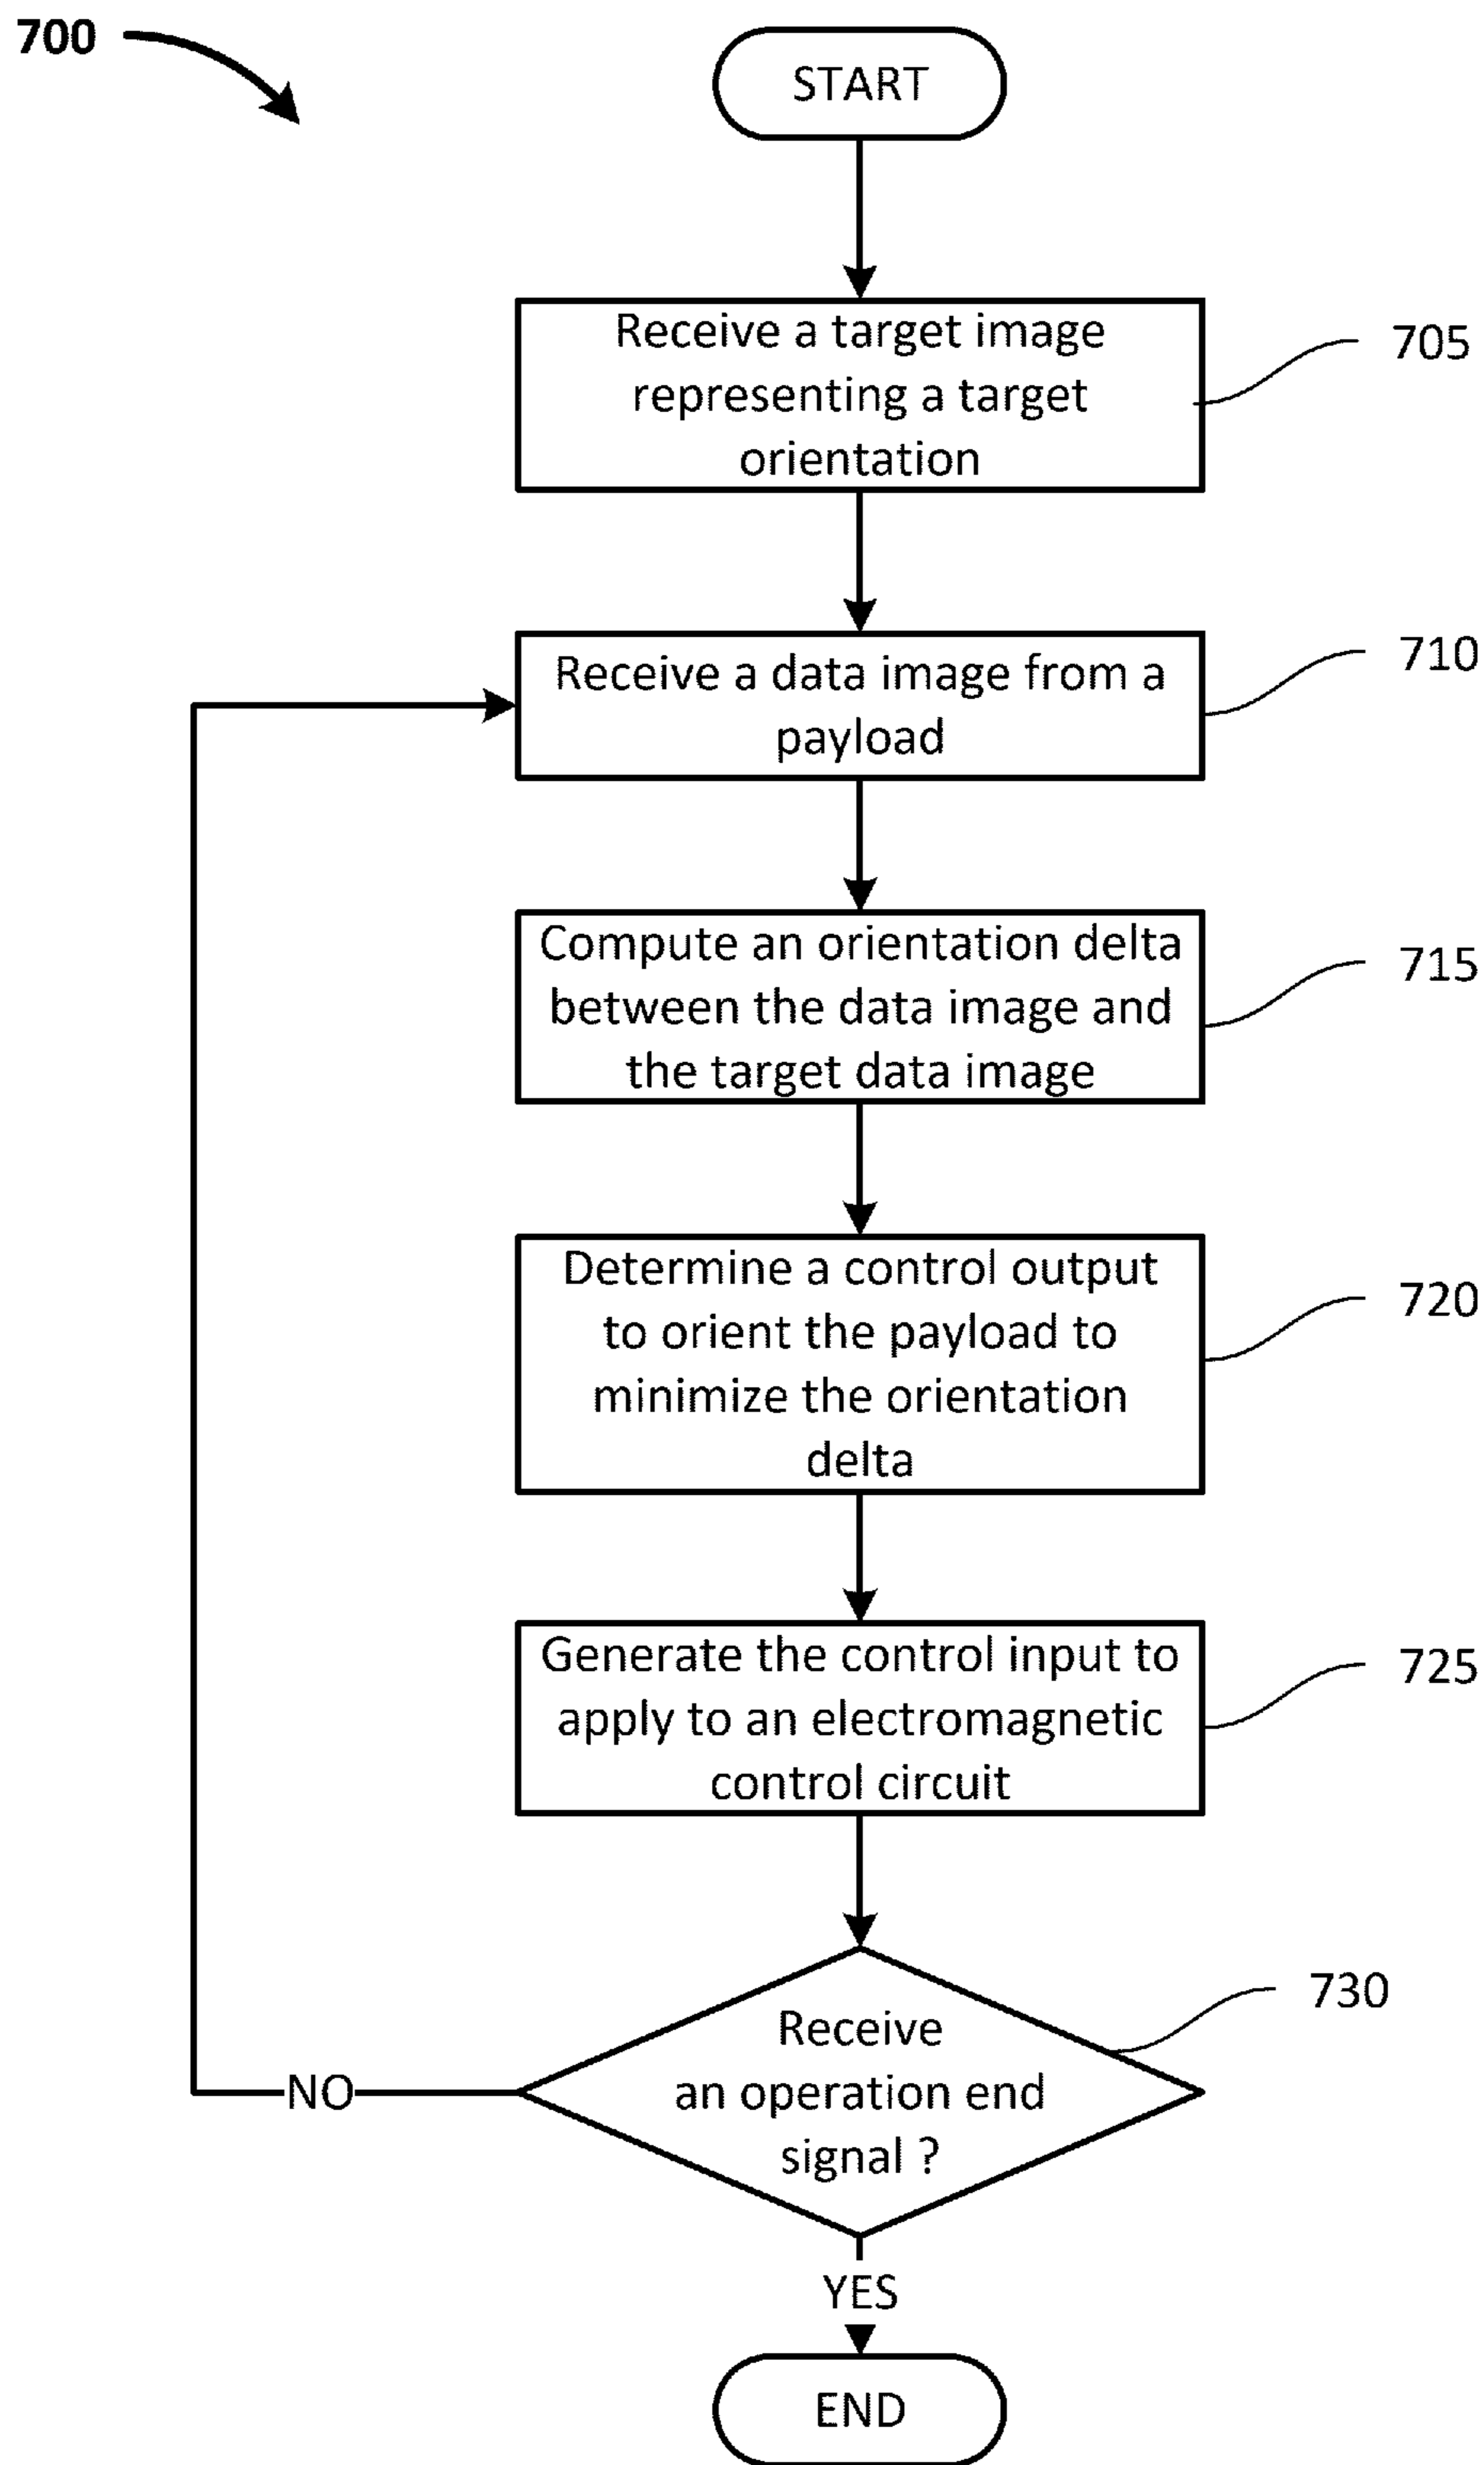 700
START
Receive a target image
representing a target
orientation
705
Receive a data image from a
payload
710
Compute an orientation delta
between the data image and
the target data image
715
Determine a control output
to orient the payload to
minimize the orientation
delta
720
Generate the control input to
apply to an electromagnetic
control circuit
725
Receive
an operation end
signal ?
730
NO
YES
END